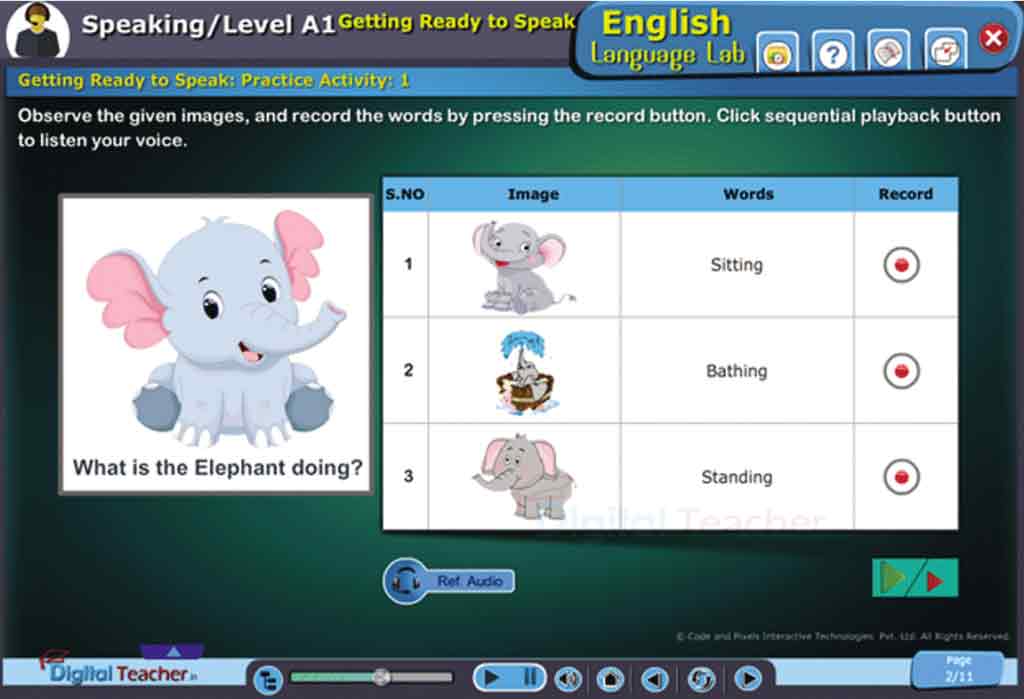 Speaking/Level A1
Getting Ready to Speak
English
Language Lab
?
Getting Ready to Speak: Practice Activity: 1
Observe the given images, and record the words by pressing the record button. Click sequential playback button
to listen your voice.
S.NO Image Words Record
1 Sitting
2 Bathing
3 Standing
What is the Elephant doing?
Digital Teacher
Ref. Audio
© Code and Pixels Interactive Technologies. Pvt. Ltd. All Rights Reserved.
Digital Teacher.in
Page
2/11